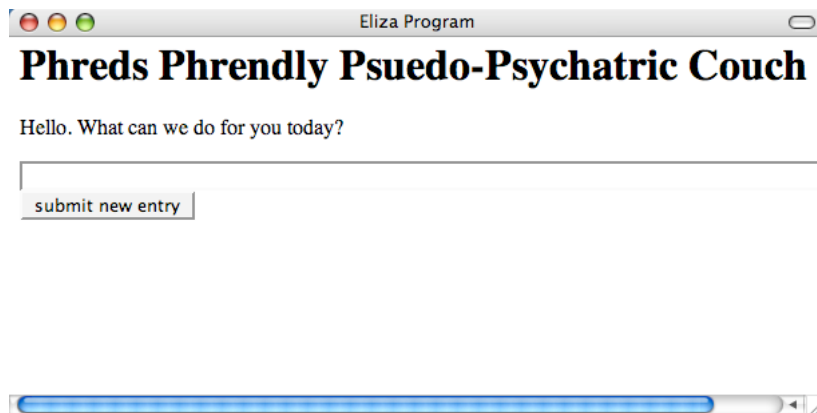 Eliza Program
Phreds Phrendly Psuedo-Psychatric Couch
Hello. What can we do for you today?
submit new entry